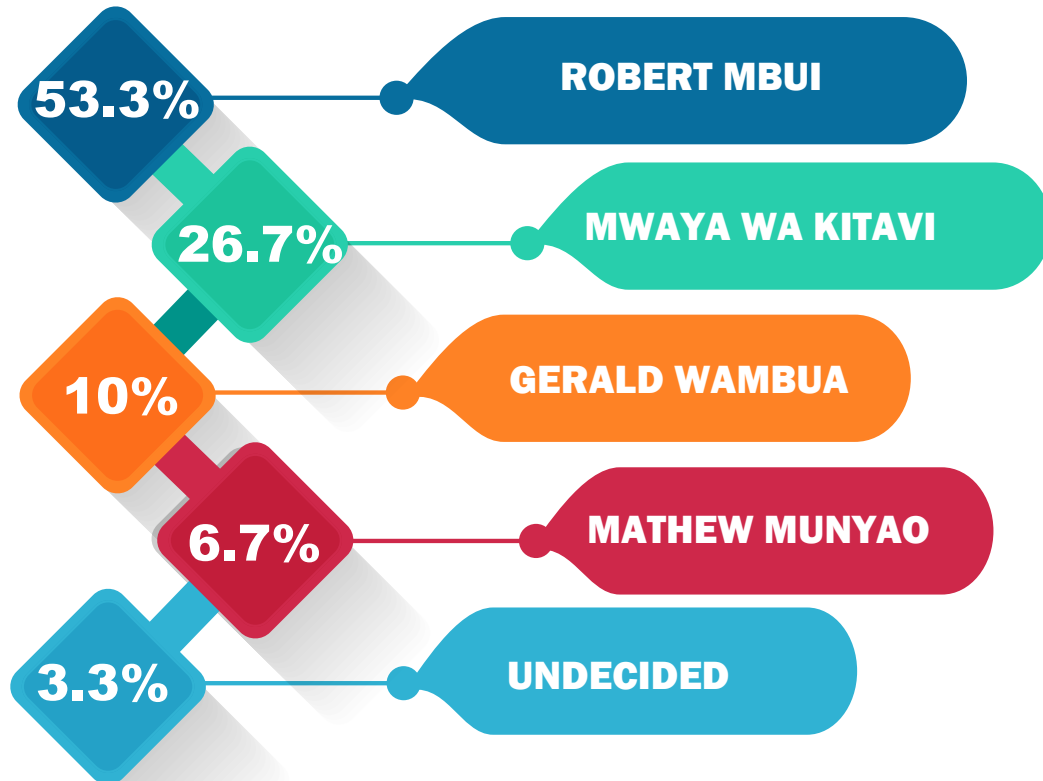 53.3%
ROBERT MBUI
26.7%
MWAYA WA KITAVI
10%
GERALD WAMBUA
6.7%
MATHEW MUNYAO
3.3%
UNDECIDED